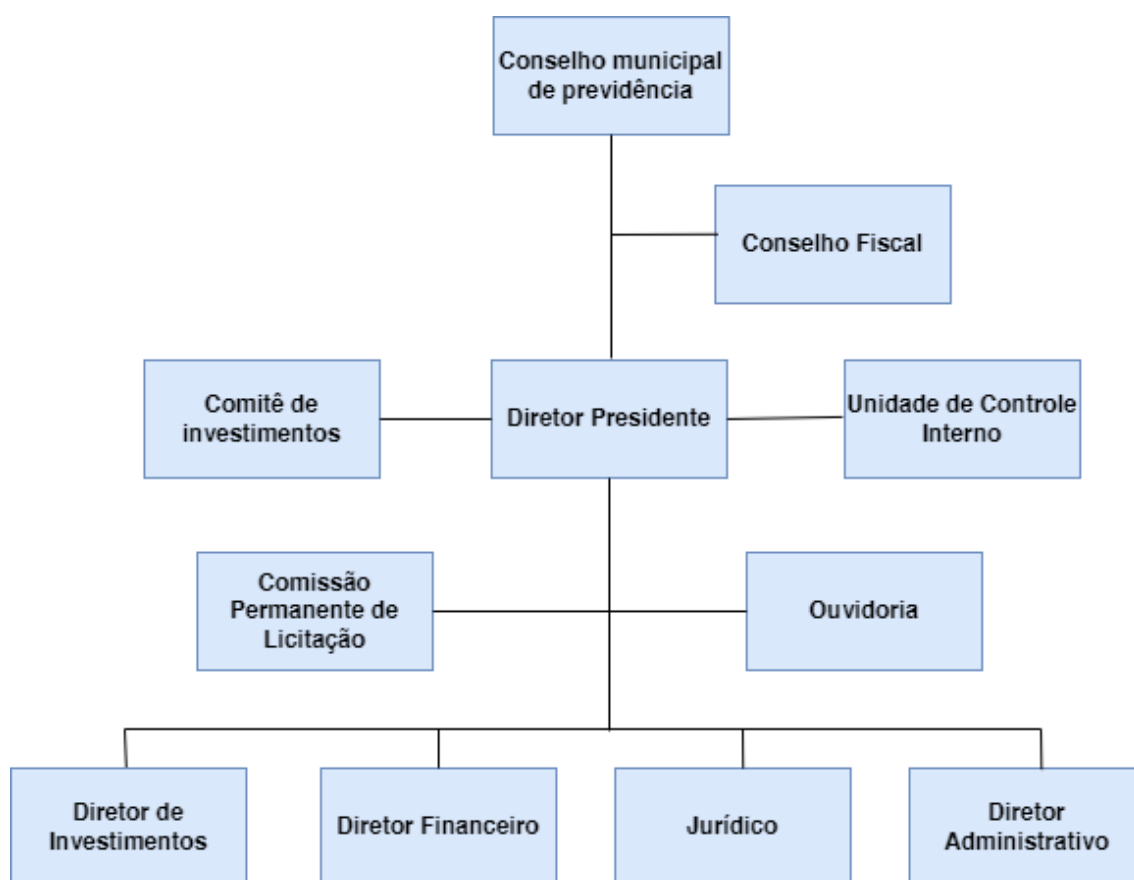 Conselho municipal
de previdência
Conselho Fiscal
Comitê de
investimentos
Diretor Presidente
Unidade de Controle
Interno
Comissão
Permanente de
Licitação
Ouvidoria
Diretor de
Investimentos
Diretor Financeiro
Jurídico
Diretor
Administrativo